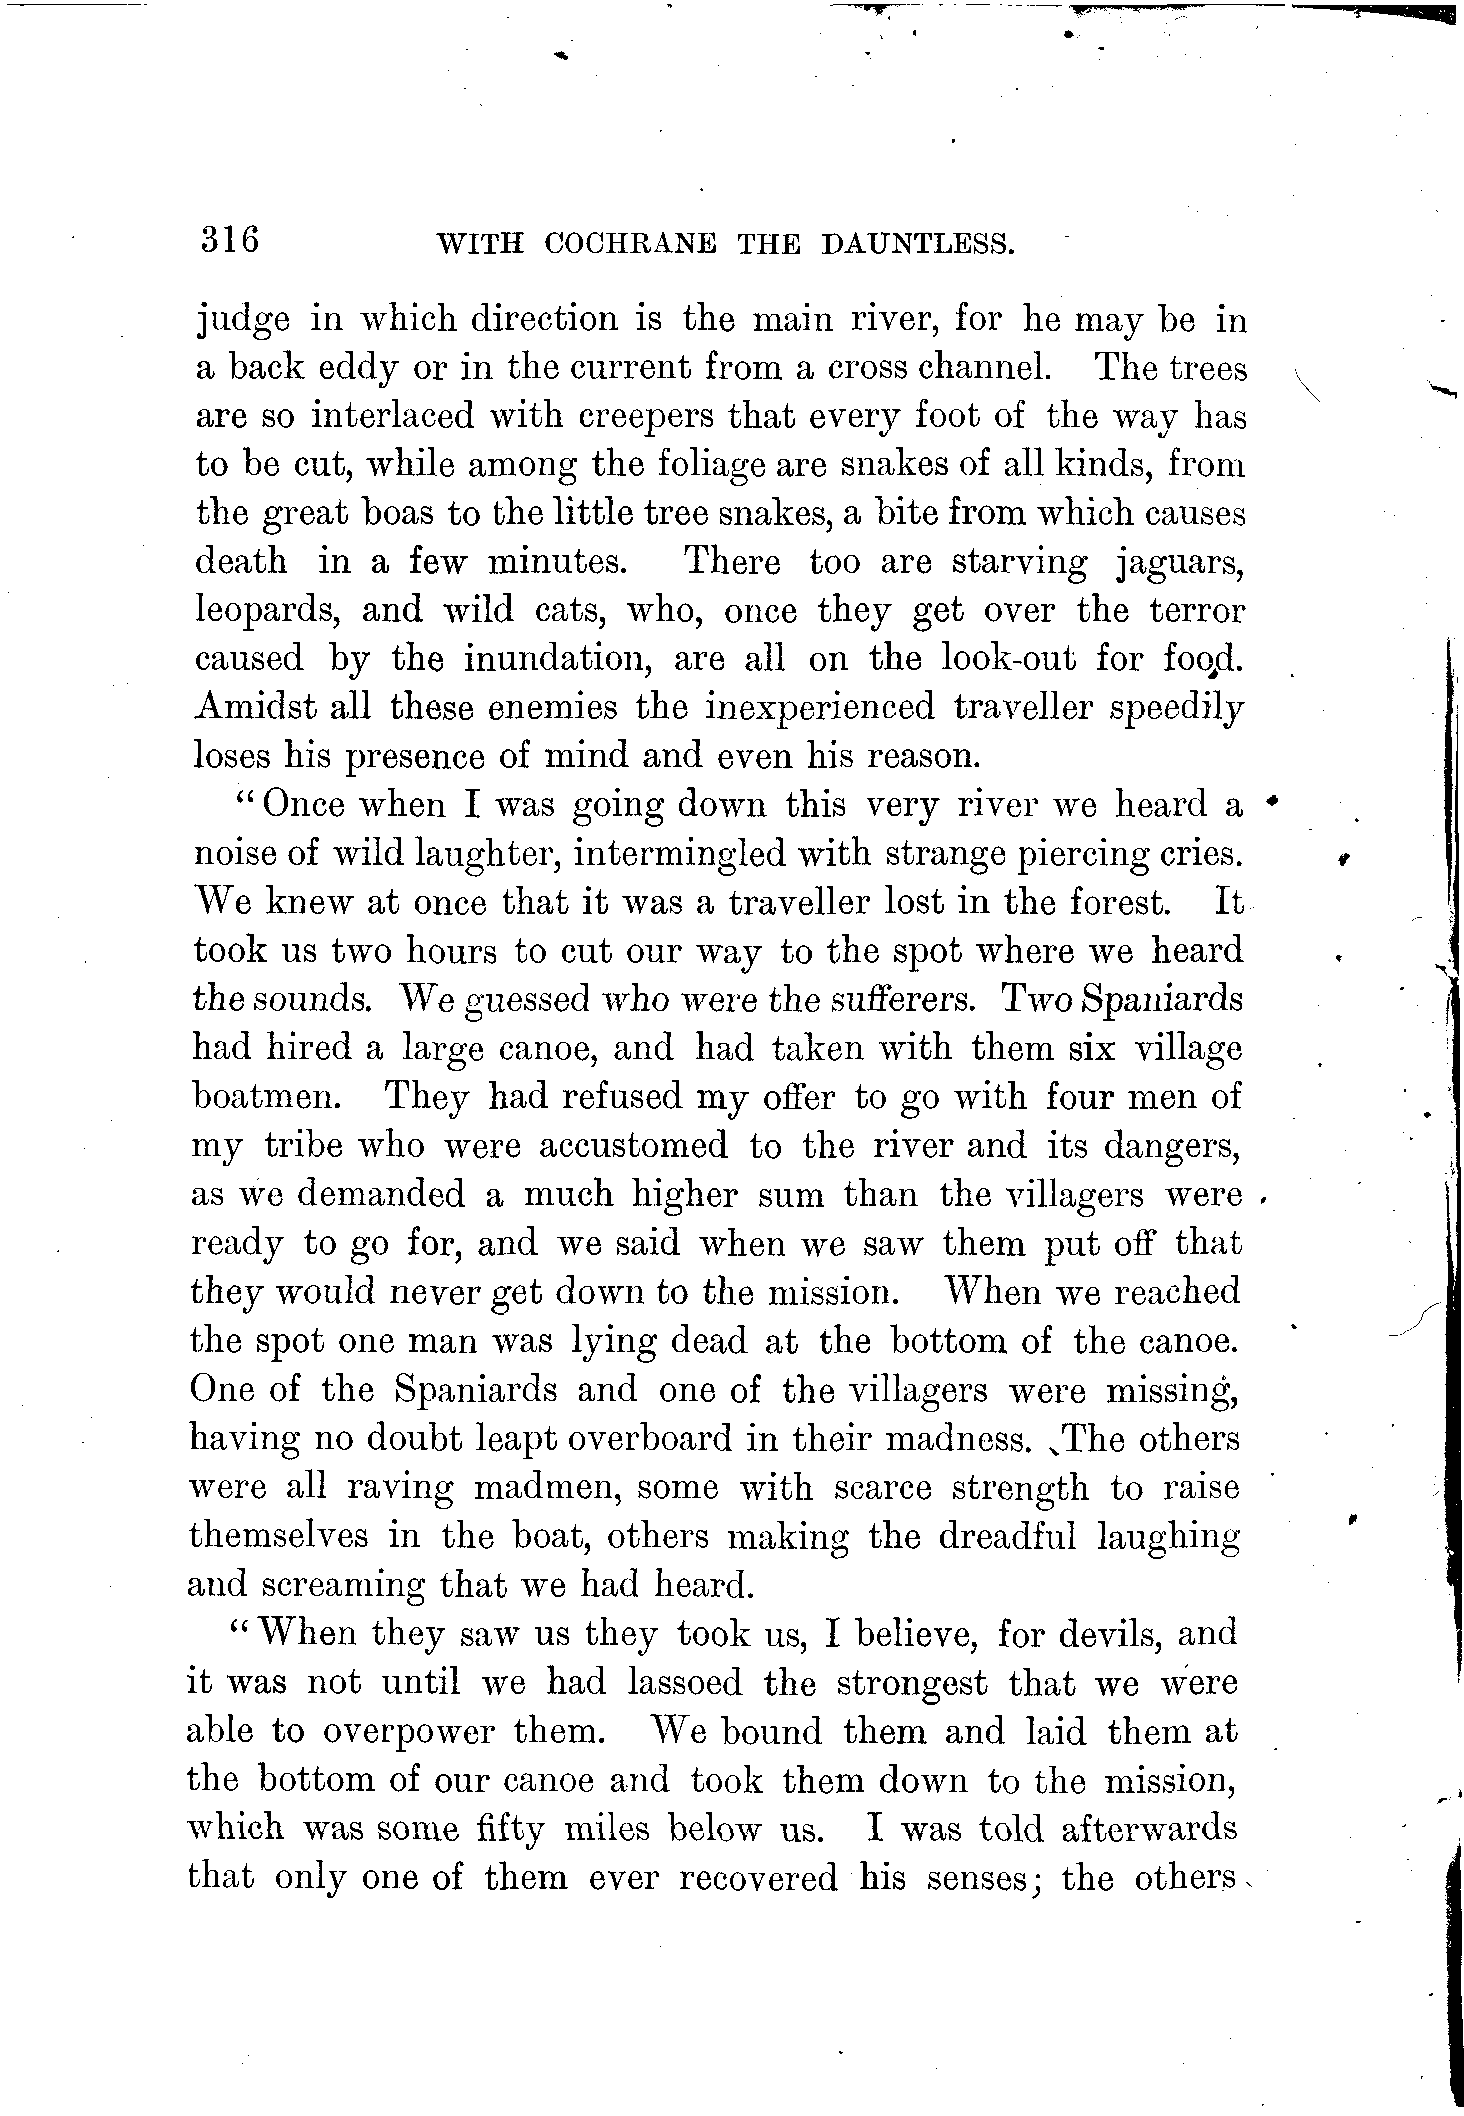 316 WITH COCHRANE THE DAUNTLESS.
judge in which direction is the main river, for he may be in
a back eddy or in the current from a cross channel. The trees
are so interlaced with creepers that every foot of the way has
to be cut, while among the foliage are snakes of all kinds, from
the great boas to the little tree snakes, a bite from which causes
death in a few minutes. There too are starving jaguars,
leopards, and wild cats, who, once they get over the terror
caused by the inundation, are all on the look-out for food.
Amidst all these enemies the inexperienced traveller speedily
loses his presence of mind and even his reason.
“Once when I was going down this very river we heard a
noise of wild laughter, intermingled with strange piercing cries.
We knew at once that it was a traveller lost in the forest. It
took us two hours to cut our way to the spot where we heard
the sounds. We guessed who were the sufferers. Two Spaniards
had hired a large canoe, and had taken with them six village
boatmen. They had refused my offer to go with four men of
my tribe who were accustomed to the river and its dangers,
as we demanded a much higher sum than the villagers were
ready to go for, and we said when we saw them put off that
they would never get down to the mission. When we reached
the spot one man was lying dead at the bottom of the canoe.
One of the Spaniards and one of the villagers were missing,
having no doubt leapt overboard in their madness. The others
were all raving madmen, some with scarce strength to raise
themselves in the boat, others making the dreadful laughing
and screaming that we had heard.
“When they saw us they took us, I believe, for devils, and
it was not until we had lassoed the strongest that we were
able to overpower them. We bound them and laid them at
the bottom of our canoe and took them down to the mission,
which was some fifty miles below us. I was told afterwards
that only one of them ever recovered his senses; the others